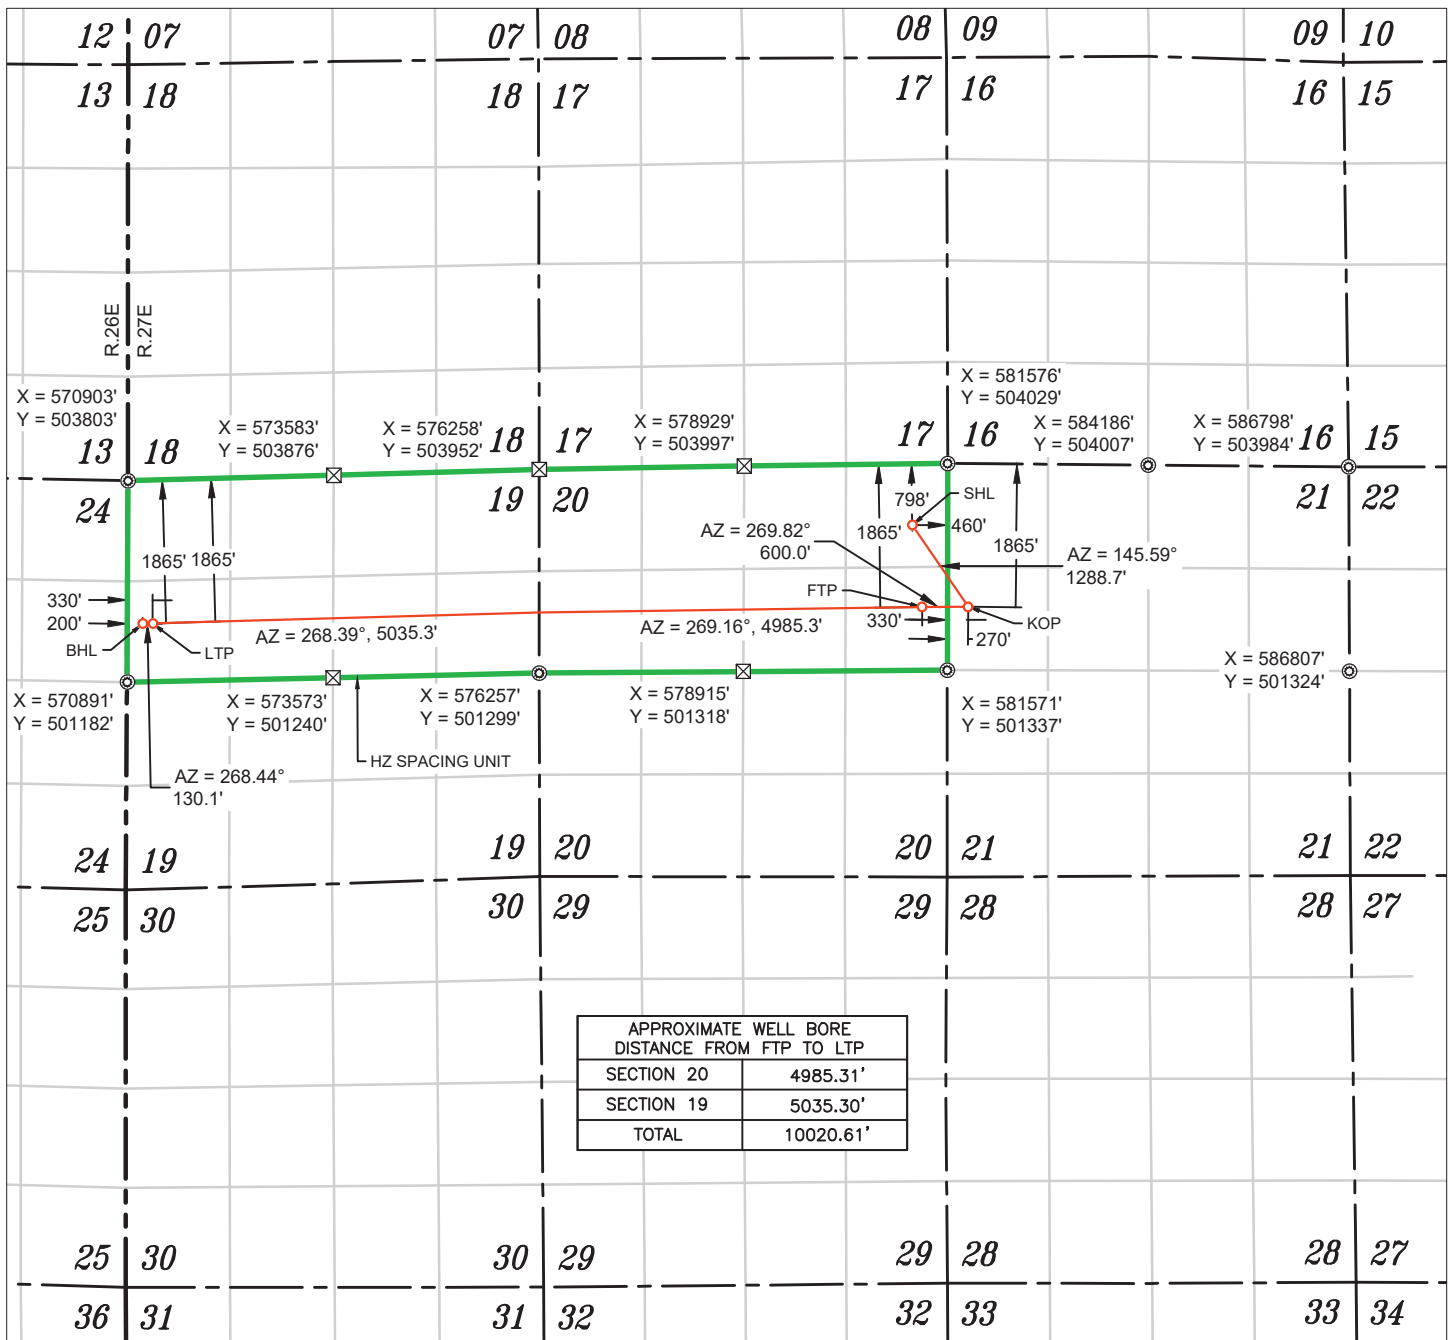 12 07
07 08
08 09
09 10
13 18
18 17
17 16
16 15
R.26E
R.27E
X = 570903'
Y = 503803'
X = 573583'
Y = 503876'
X = 576258'
Y = 503952'
X = 578929'
Y = 503997'
X = 581576'
Y = 504029'
X = 584186'
Y = 504007'
X = 586798'
Y = 503984'
13 18
18 17
17 16
16 15
24
19 20
21 22
798'
SHL
460'
1865'
1865'
1865'
1865'
AZ = 269.82°
600.0'
AZ = 145.59°
1288.7'
FTP
330'
KOP
270'
330'
200'
BHL
LTP
AZ = 268.39°, 5035.3'
AZ = 269.16°, 4985.3'
X = 586807'
Y = 501324'
X = 570891'
Y = 501182'
X = 573573'
Y = 501240'
X = 576257'
Y = 501299'
X = 578915'
Y = 501318'
X = 581571'
Y = 501337'
HZ SPACING UNIT
AZ = 268.44°
130.1'
24 19
19 20
20 21
21 22
25 30
30 29
29 28
28 27
APPROXIMATE WELL BORE
DISTANCE FROM FTP TO LTP
SECTION 20 4985.31'
SECTION 19 5035.30'
TOTAL 10020.61'
25 30
30 29
29 28
28 27
36 31
31 32
32 33
33 34